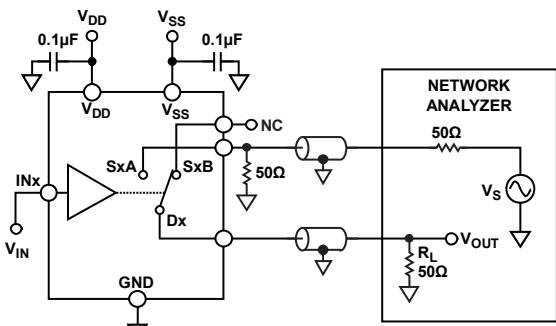 V_DD
V_SS
0.1µF
0.1µF
V_DD
V_SS
NC
NETWORK
ANALYZER
50Ω
SxA
SxB
INx
50Ω
V_S
Dx
V_IN
V_OUT
R_L
50Ω
GND